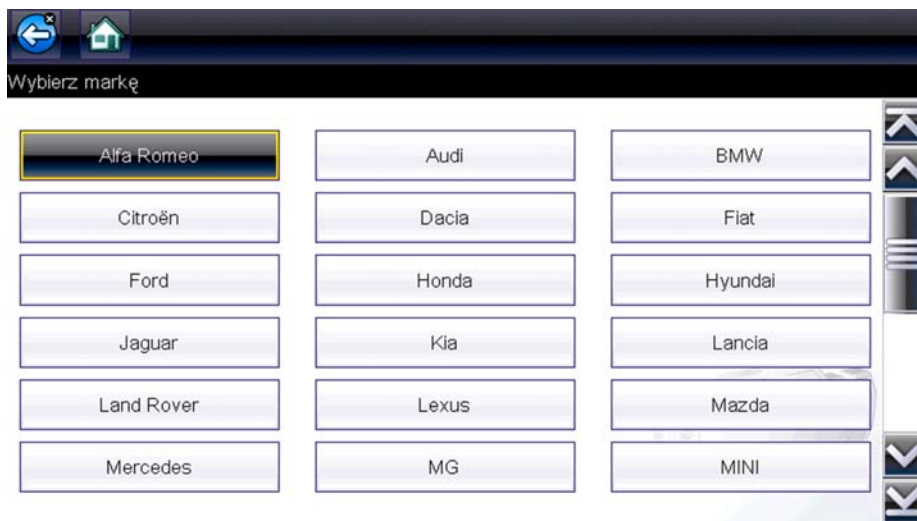 Wybierz markę
Alfa Romeo Audi BMW
Citroën Dacia Fiat
Ford Honda Hyundai
Jaguar Kia Lancia
Land Rover Lexus Mazda
Mercedes MG MINI